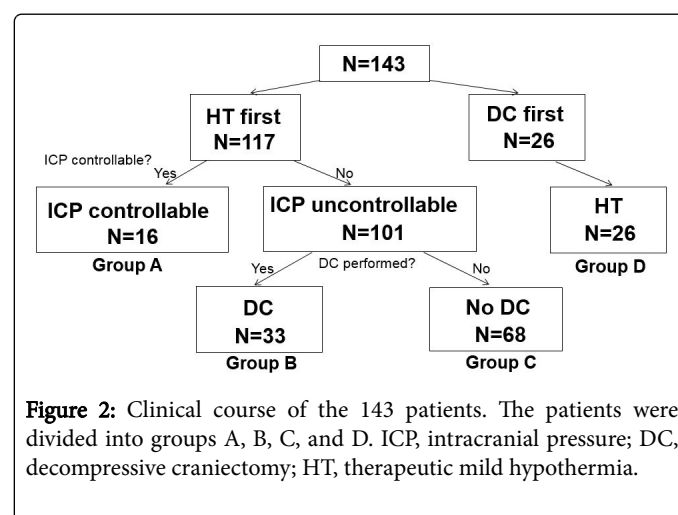 N=143
HT first
N=117
DC first
N=26
ICP controllable?
Yes
No
ICP controllable
N=16
Group A
ICP uncontrollable
N=101
HT
N=26
Group D
Yes
DC performed?
No
DC
N=33
Group B
No DC
N=68
Group C
Figure 2: Clinical course of the 143 patients. The patients were
divided into groups A, B, C, and D. ICP, intracranial pressure; DC,
decompressive craniectomy; HT, therapeutic mild hypothermia.